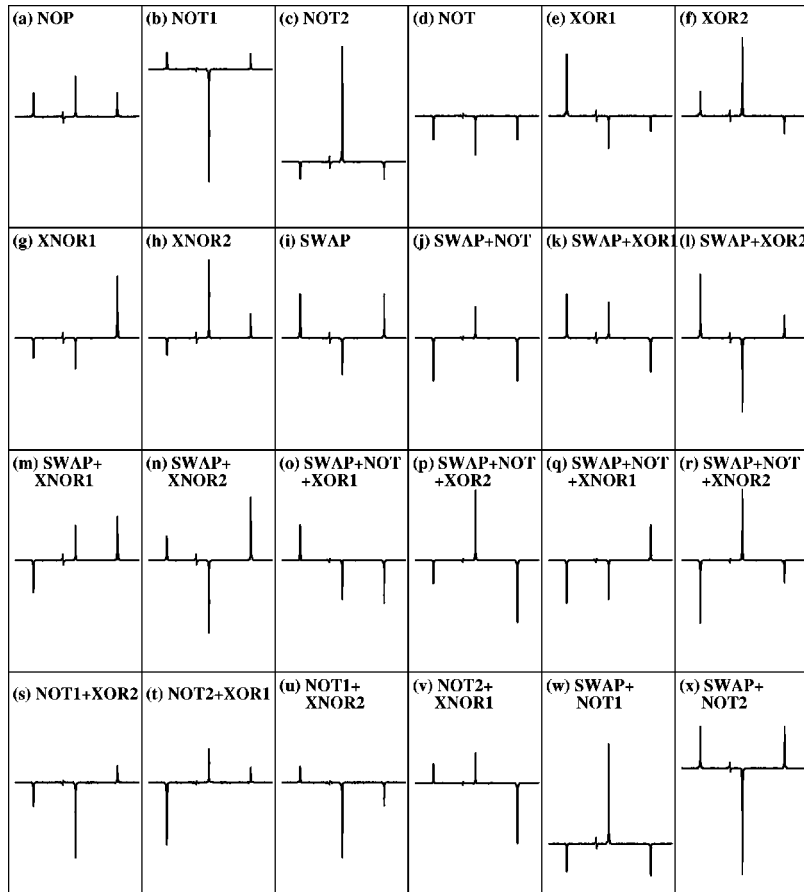 (a) NOP
(b) NOT1
(c) NOT2
(d) NOT
(e) XOR1
(f) XOR2
(g) XNOR1
(h) XNOR2
(i) SWAP
(j) SWAP+NOT
(k) SWAP+XOR1
(l) SWAP+XOR2
(m) SWAP+
XNOR1
(n) SWAP+
XNOR2
(o) SWAP+NOT
+XOR1
(p) SWAP+NOT
+XOR2
(q) SWAP+NOT
+XNOR1
(r) SWAP+NOT
+XNOR2
(s) NOT1+XOR2
(t) NOT2+XOR1
(u) NOT1+
XNOR2
(v) NOT2+
XNOR1
(w) SWAP+
NOT1
(x) SWAP+
NOT2